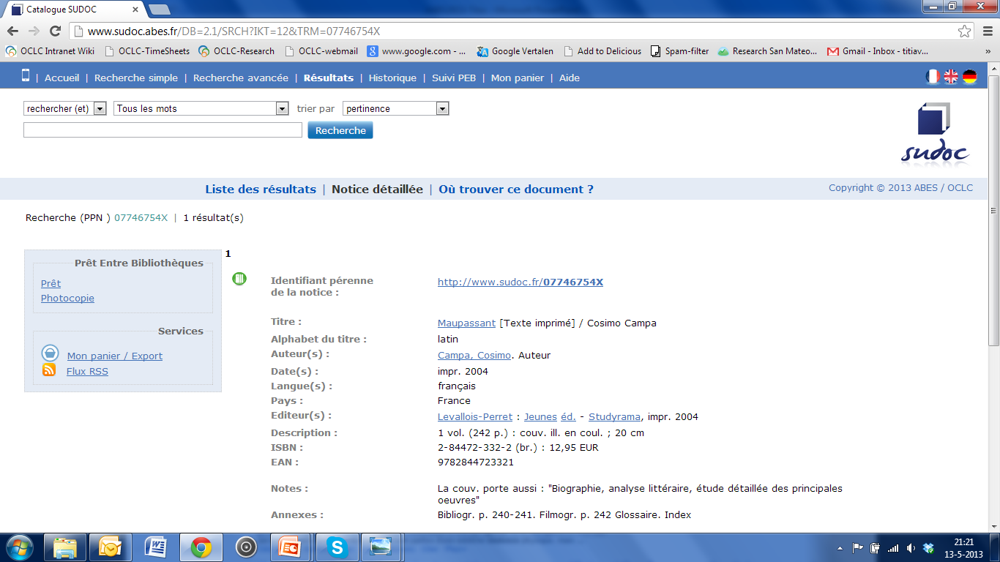 Catalogue SUDOC
www.sudoc.abes.fr/DB=2.1/SRCH?IKT=12&TRM=07746754X
OCLC Intranet Wiki OCLC-TimeSheets OCLC-Research OCLC-webmail www.google.com - ... Google Vertalen Add to Delicious Spam-filter Research San Mateo... Gmail - Inbox - titiav... »
| Accueil | Recherche simple | Recherche avancée | Résultats | Historique | Suivi PEB | Mon panier | Aide
rechercher (et) Tous les mots trier par pertinence
Recherche
sudoc
Liste des résultats | Notice détaillée | Où trouver ce document ? Copyright © 2013 ABES / OCLC
Recherche (PPN ) 07746754X | 1 résultat(s)
Prêt Entre Bibliothèques
Prêt
Photocopie
Services
Mon panier / Export
Flux RSS
1
Identifiant pérenne de la notice : http://www.sudoc.fr/07746754X
Titre : Maupassant [Texte imprimé] / Cosimo Campa
Alphabet du titre : latin
Auteur(s) : Campa, Cosimo. Auteur
Date(s) : impr. 2004
Langue(s) : français
Pays : France
Editeur(s) : Levallois-Perret : Jeunes éd. - Studyrama, impr. 2004
Description : 1 vol. (242 p.) : couv. ill. en coul. ; 20 cm
ISBN : 2-84472-332-2 (br.) : 12,95 EUR
EAN : 9782844723321
Notes : La couv. porte aussi : "Biographie, analyse littéraire, étude détaillée des principales
oeuvres"
Annexes : Bibliogr. p. 240-241. Filmogr. p. 242 Glossaire. Index
21:21
13-5-2013